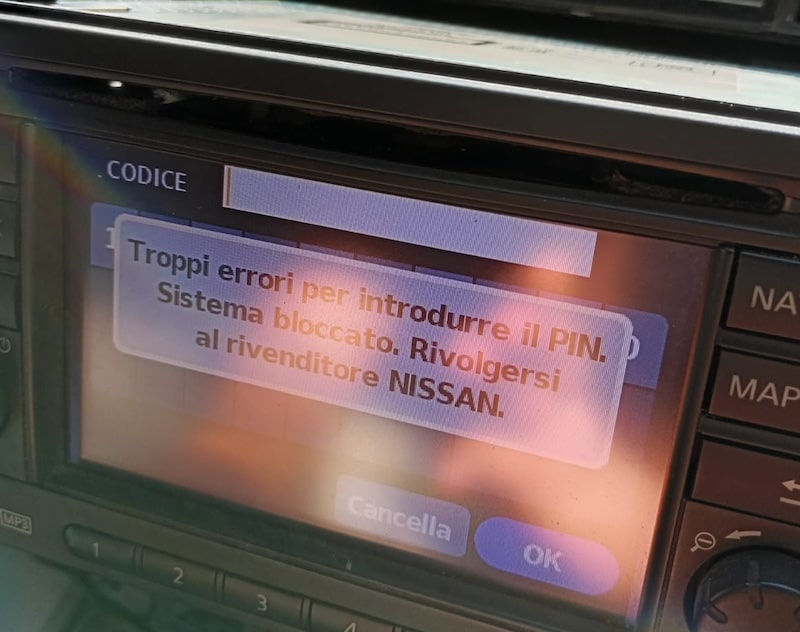 CODICE
Troppi errori per introdurre il PIN.
Sistema bloccato. Rivolgersi
al rivenditore NISSAN.
Cancella
OK
NA
MAP
MP3
1
2
3
4